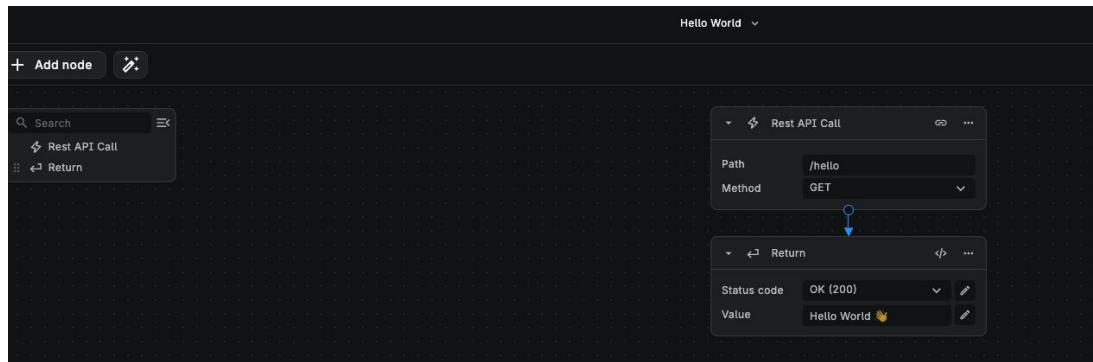 Hello World
Add node
Search
Rest API Call
Return
Rest API Call
Path /hello
Method GET
Return </>
Status code OK (200)
Value Hello World 👋